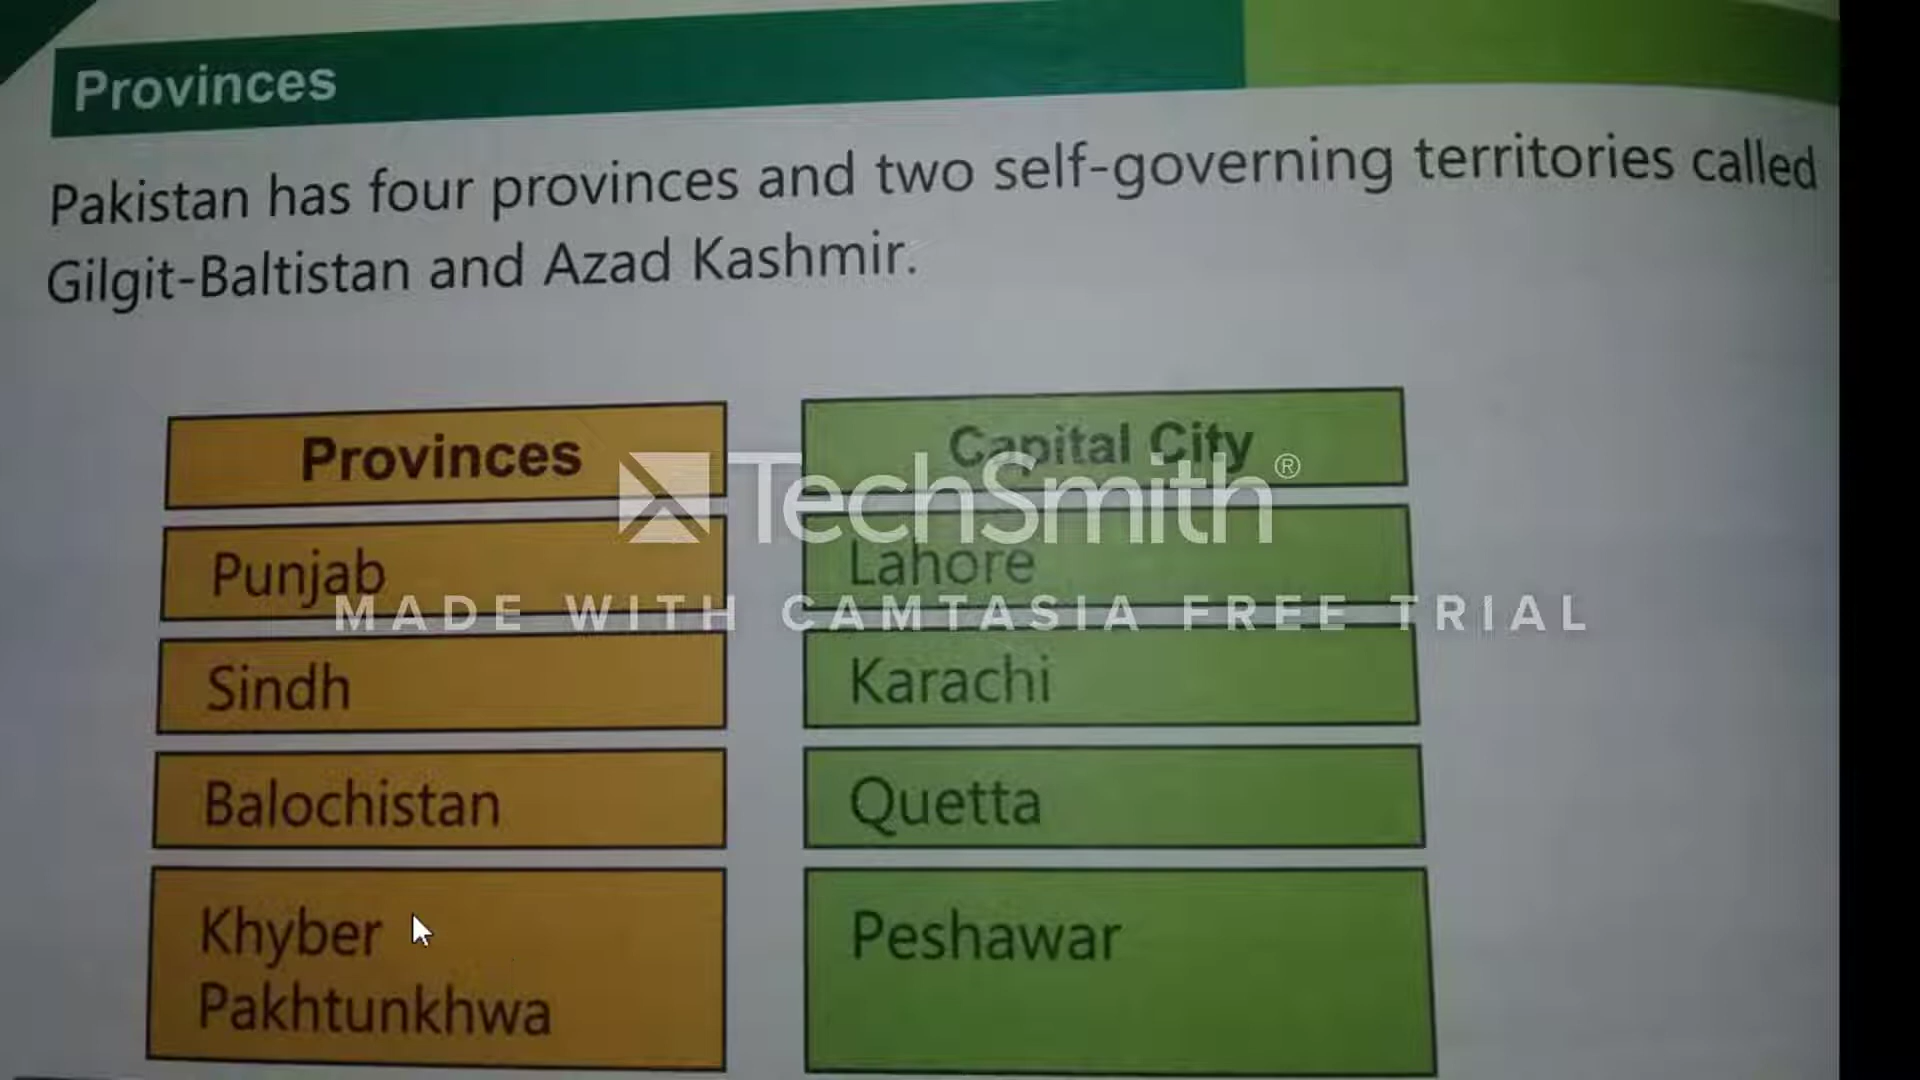 Provinces
Pakistan has four provinces and two self-governing territories called
Gilgit-Baltistan and Azad Kashmir.
Provinces
Capital City
TechSmith®
Punjab
Lahore
MADE WITH CAMTASIA FREE TRIAL
Sindh
Karachi
Balochistan
Quetta
Khyber
Pakhtunkhwa
Peshawar